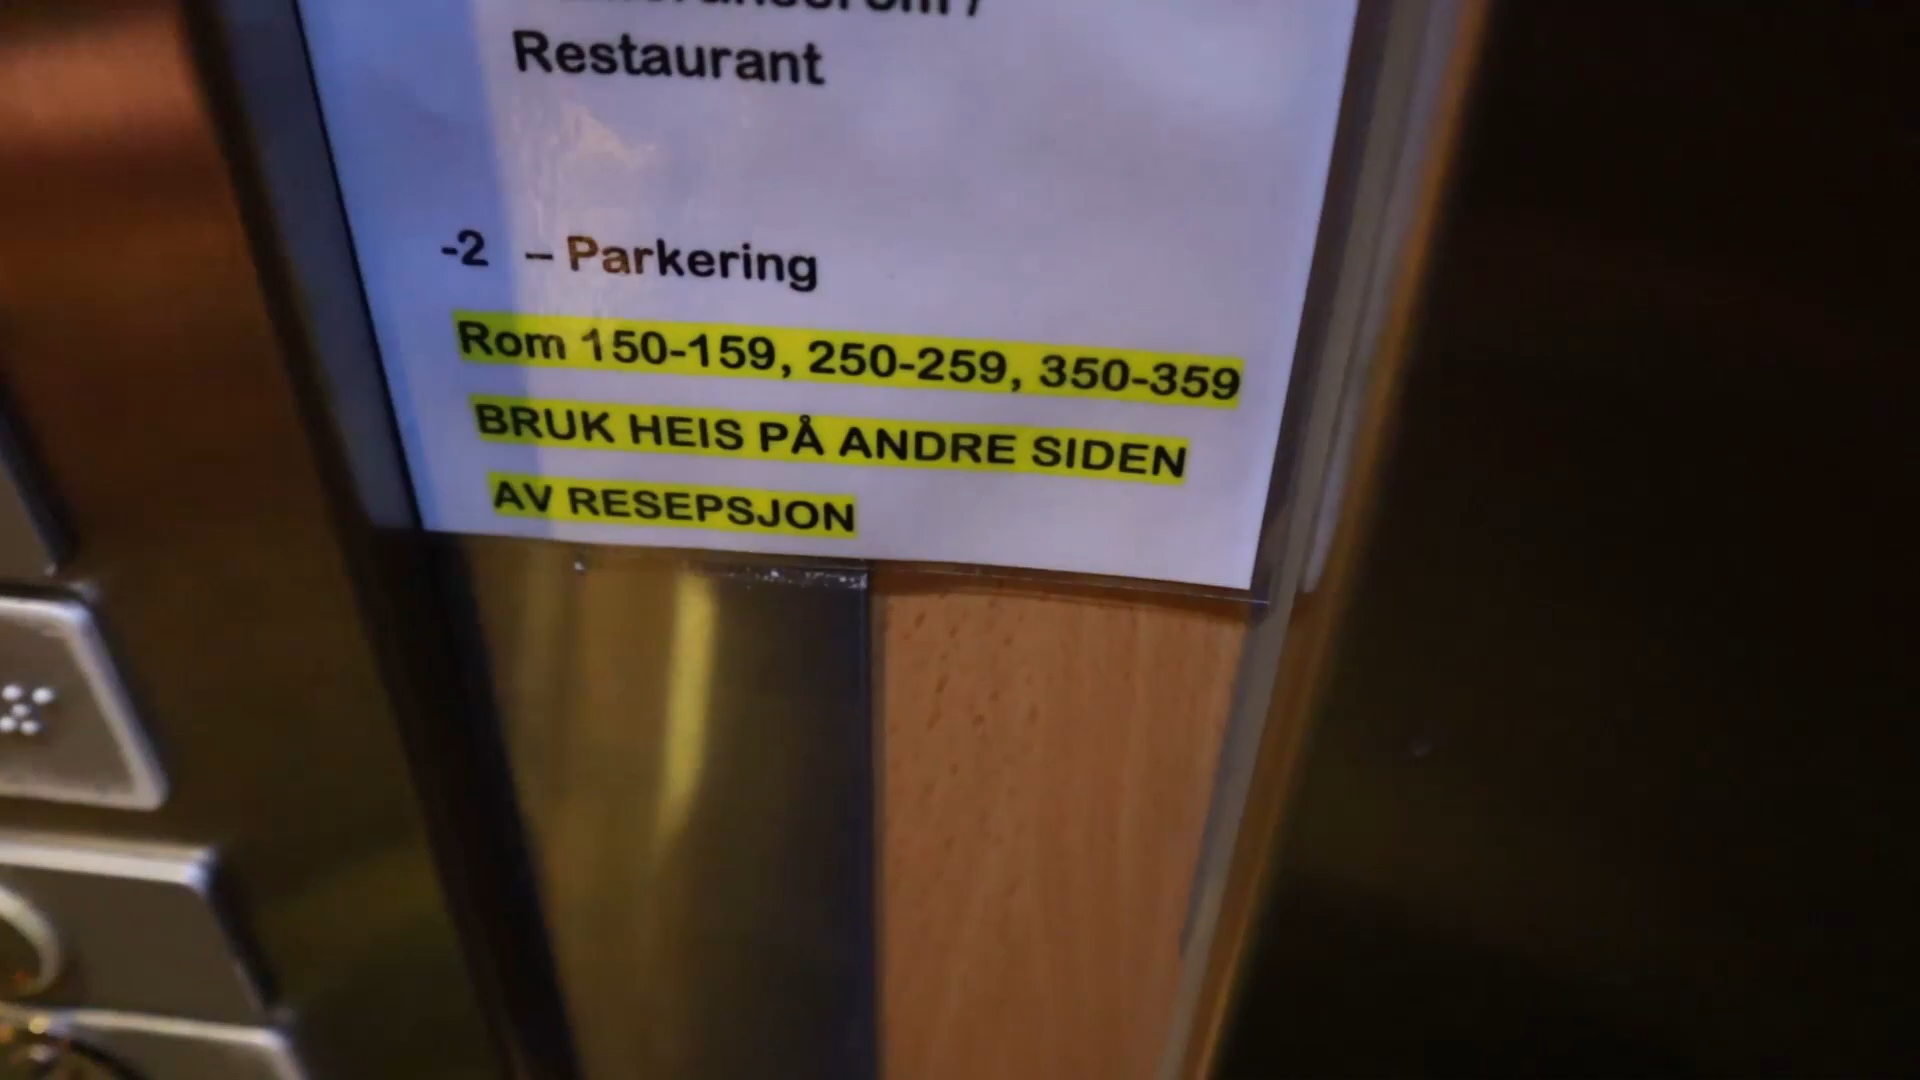 Restaurant
-2 – Parkering
Rom 150-159, 250-259, 350-359
BRUK HEIS PÅ ANDRE SIDEN
AV RESEPSJON